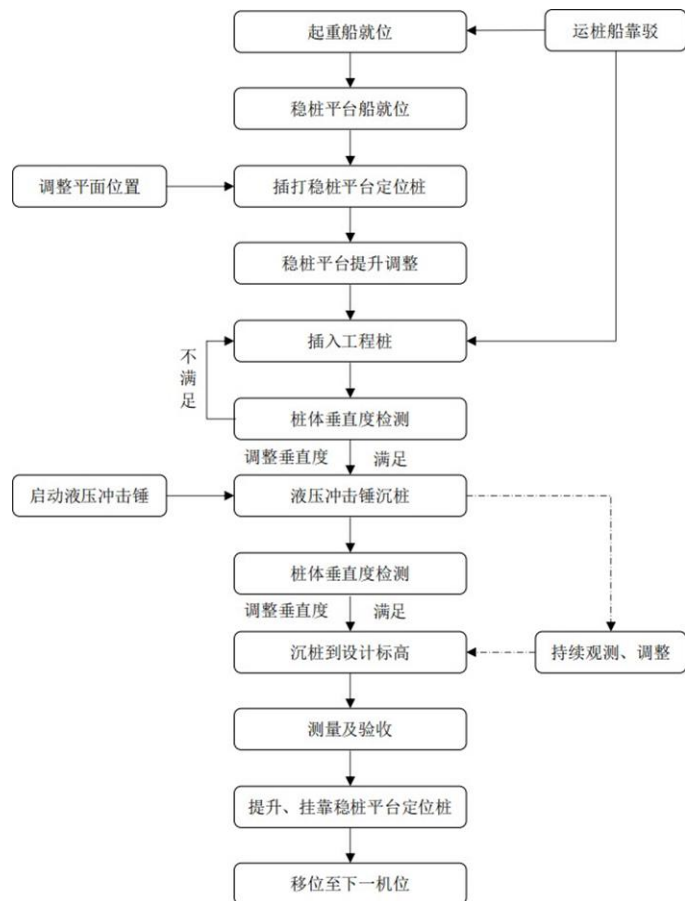 起重船就位
运桩船靠驳
稳桩平台船就位
调整平面位置
插打稳桩平台定位桩
稳桩平台提升调整
插入工程桩
不满足
桩体垂直度检测
调整垂直度 满足
启动液压冲击锤
液压冲击锤沉桩
桩体垂直度检测
调整垂直度 满足
沉桩到设计标高
持续观测、调整
测量及验收
提升、挂靠稳桩平台定位桩
移位至下一机位